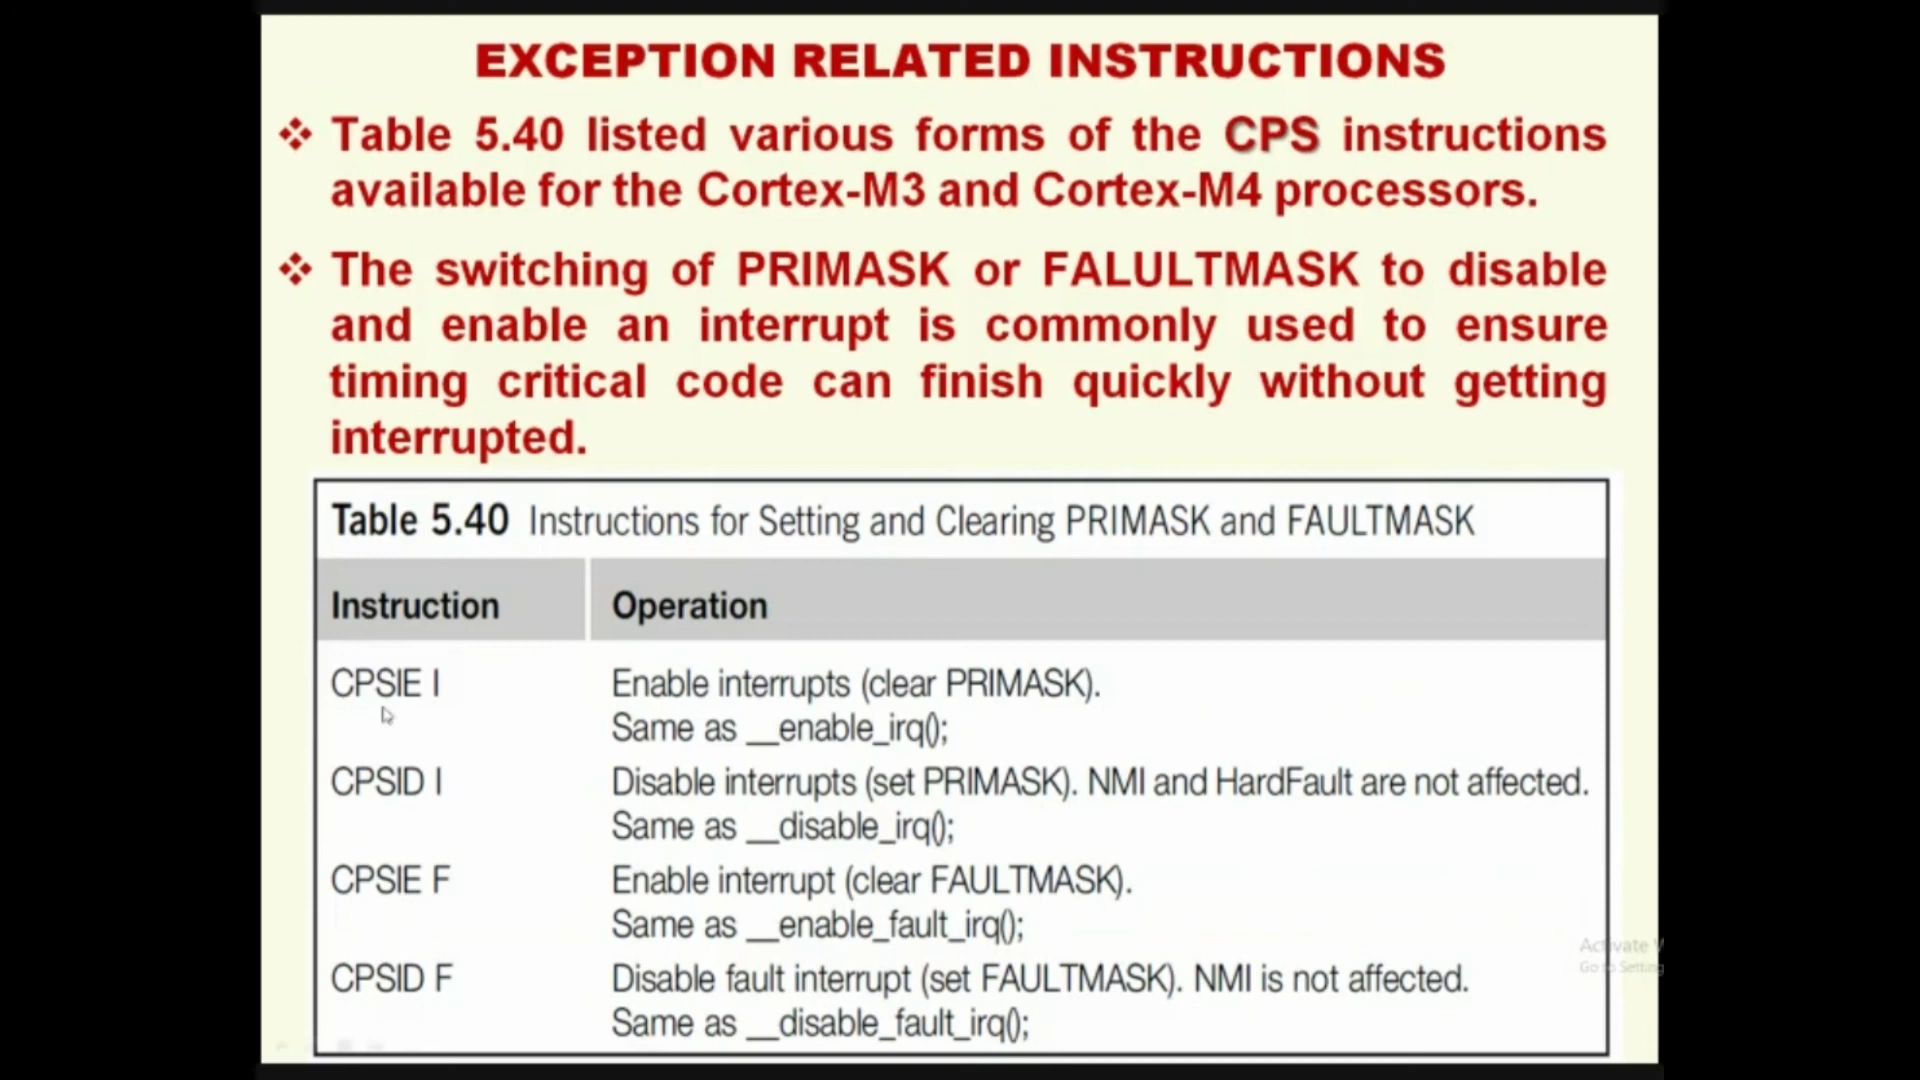 EXCEPTION RELATED INSTRUCTIONS
Table 5.40 listed various forms of the CPS instructions
available for the Cortex-M3 and Cortex-M4 processors.
The switching of PRIMASK or FALULTMASK to disable
and enable an interrupt is commonly used to ensure
timing critical code can finish quickly without getting
interrupted.
Table 5.40 Instructions for Setting and Clearing PRIMASK and FAULTMASK
Instruction Operation
CPSIE I Enable interrupts (clear PRIMASK).
Same as __enable_irq();
CPSID I Disable interrupts (set PRIMASK). NMI and HardFault are not affected.
Same as __disable_irq();
CPSIE F Enable interrupt (clear FAULTMASK).
Same as __enable_fault_irq();
CPSID F Disable fault interrupt (set FAULTMASK). NMI is not affected.
Same as __disable_fault_irq();
Activate
Go to Setting